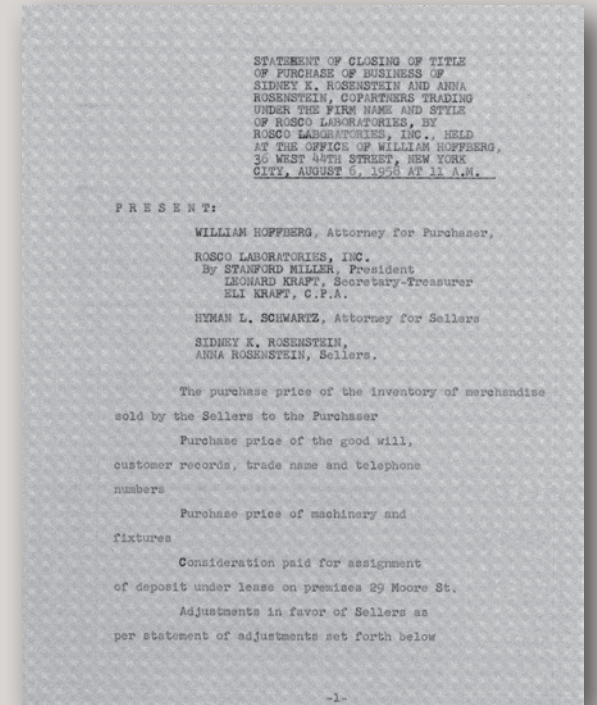 STATEMENT OF CLOSING OF TITLE
OF PURCHASE OF BUSINESS OF
SIDNEY K. ROSENSTEIN AND ANNA
ROSENSTEIN, COPARTNERS TRADING
UNDER THE FIRM NAME AND STYLE
OF ROSCO LABORATORIES, BY
ROSCO LABORATORIES, INC., HELD
AT THE OFFICE OF WILLIAM HOFFBERG,
36 WEST 44TH STREET, NEW YORK
CITY, AUGUST 6, 1958 AT 11 A.M.
P R E S E N T:
WILLIAM HOFFBERG, Attorney for Purchaser,
ROSCO LABORATORIES, INC.
By STANFORD MILLER, President
LEONARD KRAFT, Secretary-Treasurer
ELI KRAFT, C.P.A.
HYMAN L. SCHWARTZ, Attorney for Sellers
SIDNEY K. ROSENSTEIN,
ANNA ROSENSTEIN, Sellers.
The purchase price of the inventory of merchandise
sold by the Sellers to the Purchaser
Purchase price of the good will,
customer records, trade name and telephone
numbers
Purchase price of machinery and
fixtures
Consideration paid for assignment
of deposit under lease on premises 29 Moore St.
Adjustments in favor of Sellers as
per statement of adjustments set forth below
-1-